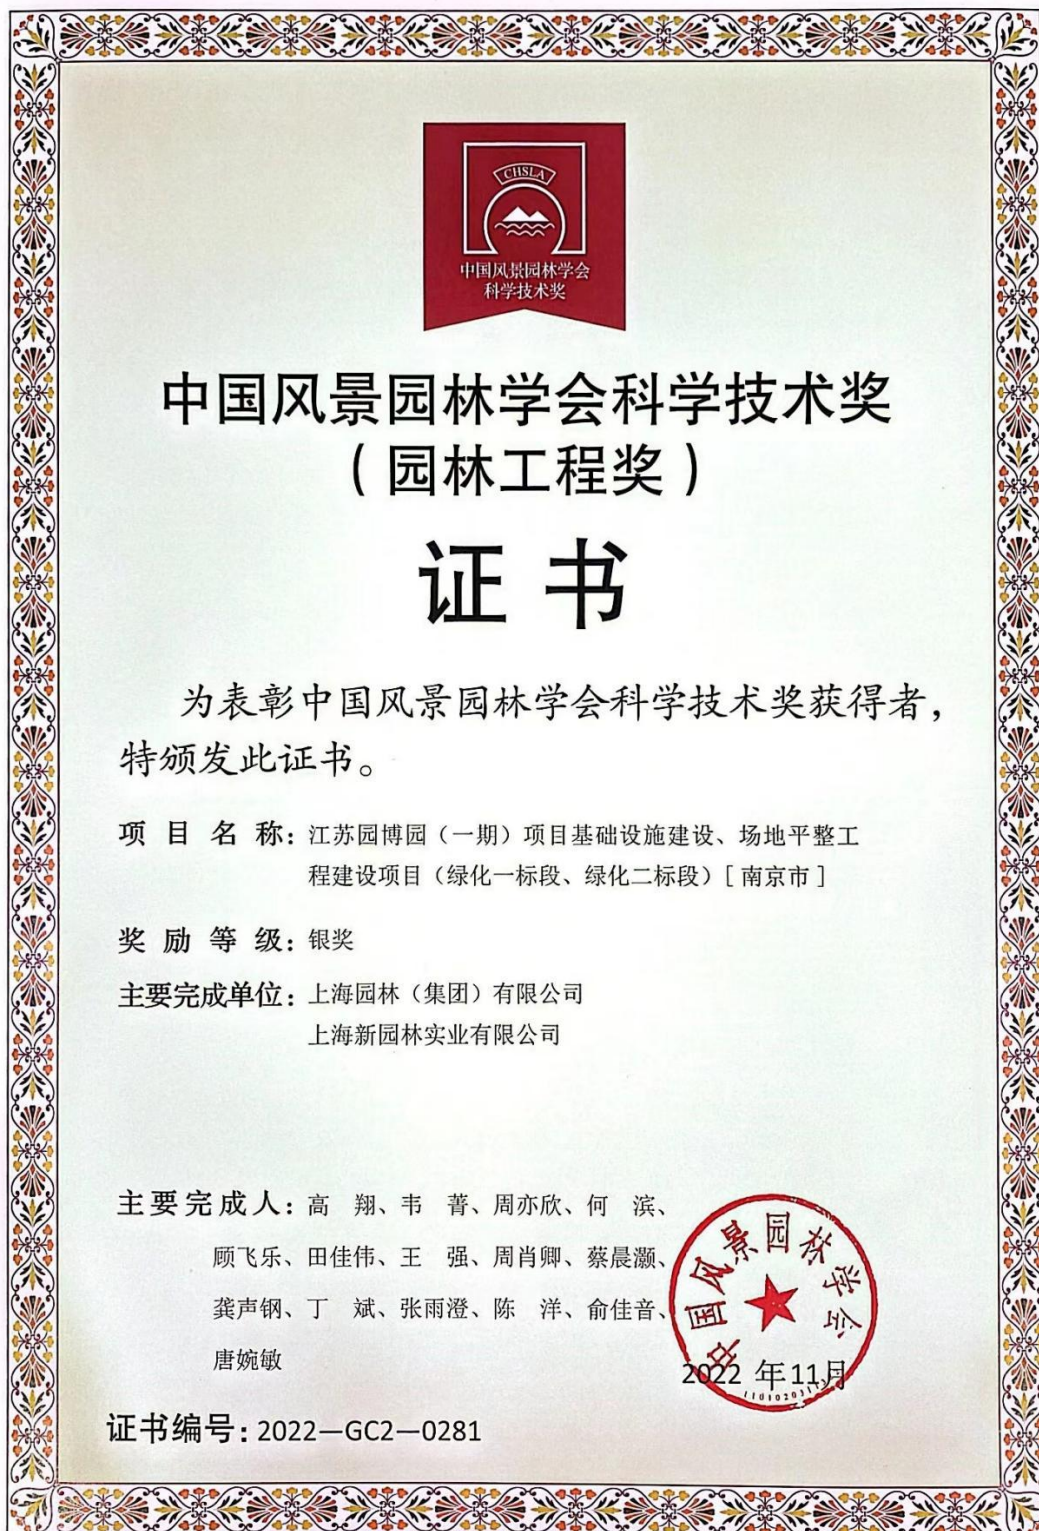 CHSLA
中国风景园林学会
科学技术奖
中国风景园林学会科学技术奖
（园林工程奖）
证书
为表彰中国风景园林学会科学技术奖获得者，
特颁发此证书。
项目名称：江苏园博园（一期）项目基础设施建设、场地平整工
程建设项目（绿化一标段、绿化二标段）［南京市］
奖励等级：银奖
主要完成单位：上海园林（集团）有限公司
上海新园林实业有限公司
主要完成人：高 翔、韦 菁、周亦欣、何 滨、
顾飞乐、田佳伟、王 强、周肖卿、蔡晨灏、
龚声钢、丁 斌、张雨澄、陈 洋、俞佳音、
唐婉敏
中国风景园林学会
2022 年11月
证书编号：2022—GC2—0281